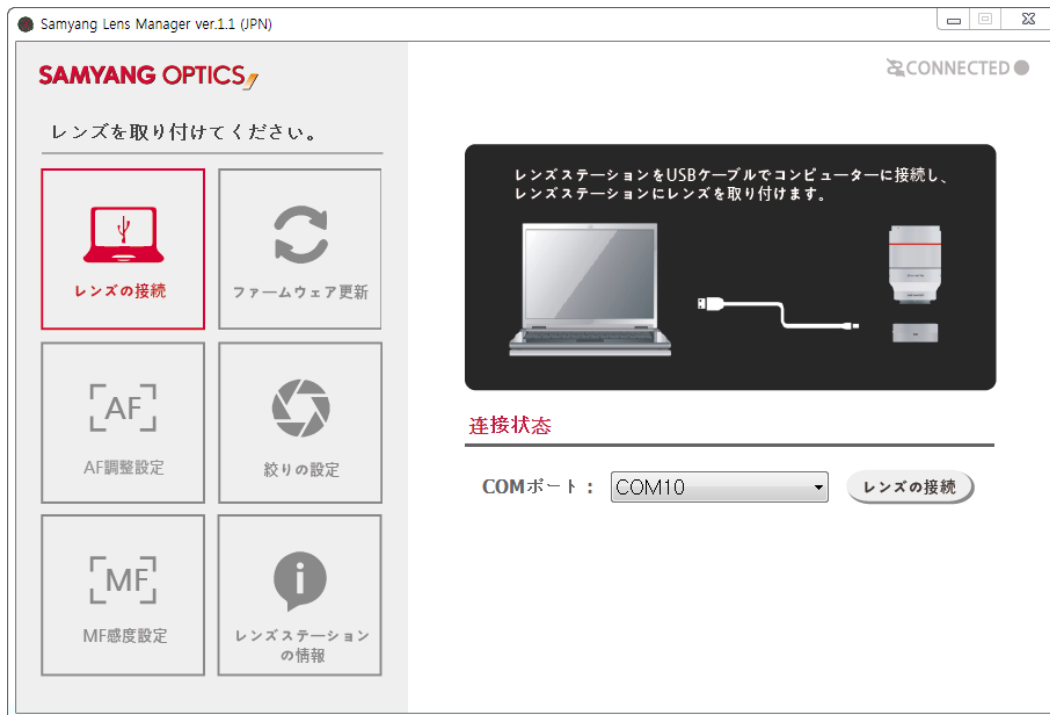 Samyang Lens Manager ver.1.1 (JPN)
SAMYANG OPTICS
CONNECTED
レンズを取り付けてください。
レンズの接続
ファームウェア更新
AF
AF調整設定
絞りの設定
MF
MF感度設定
i
レンズステーション
の情報
レンズステーションをUSBケーブルでコンピューターに接続し、
レンズステーションにレンズを取り付けます。
连接状态
COMポート：
COM10
レンズの接続